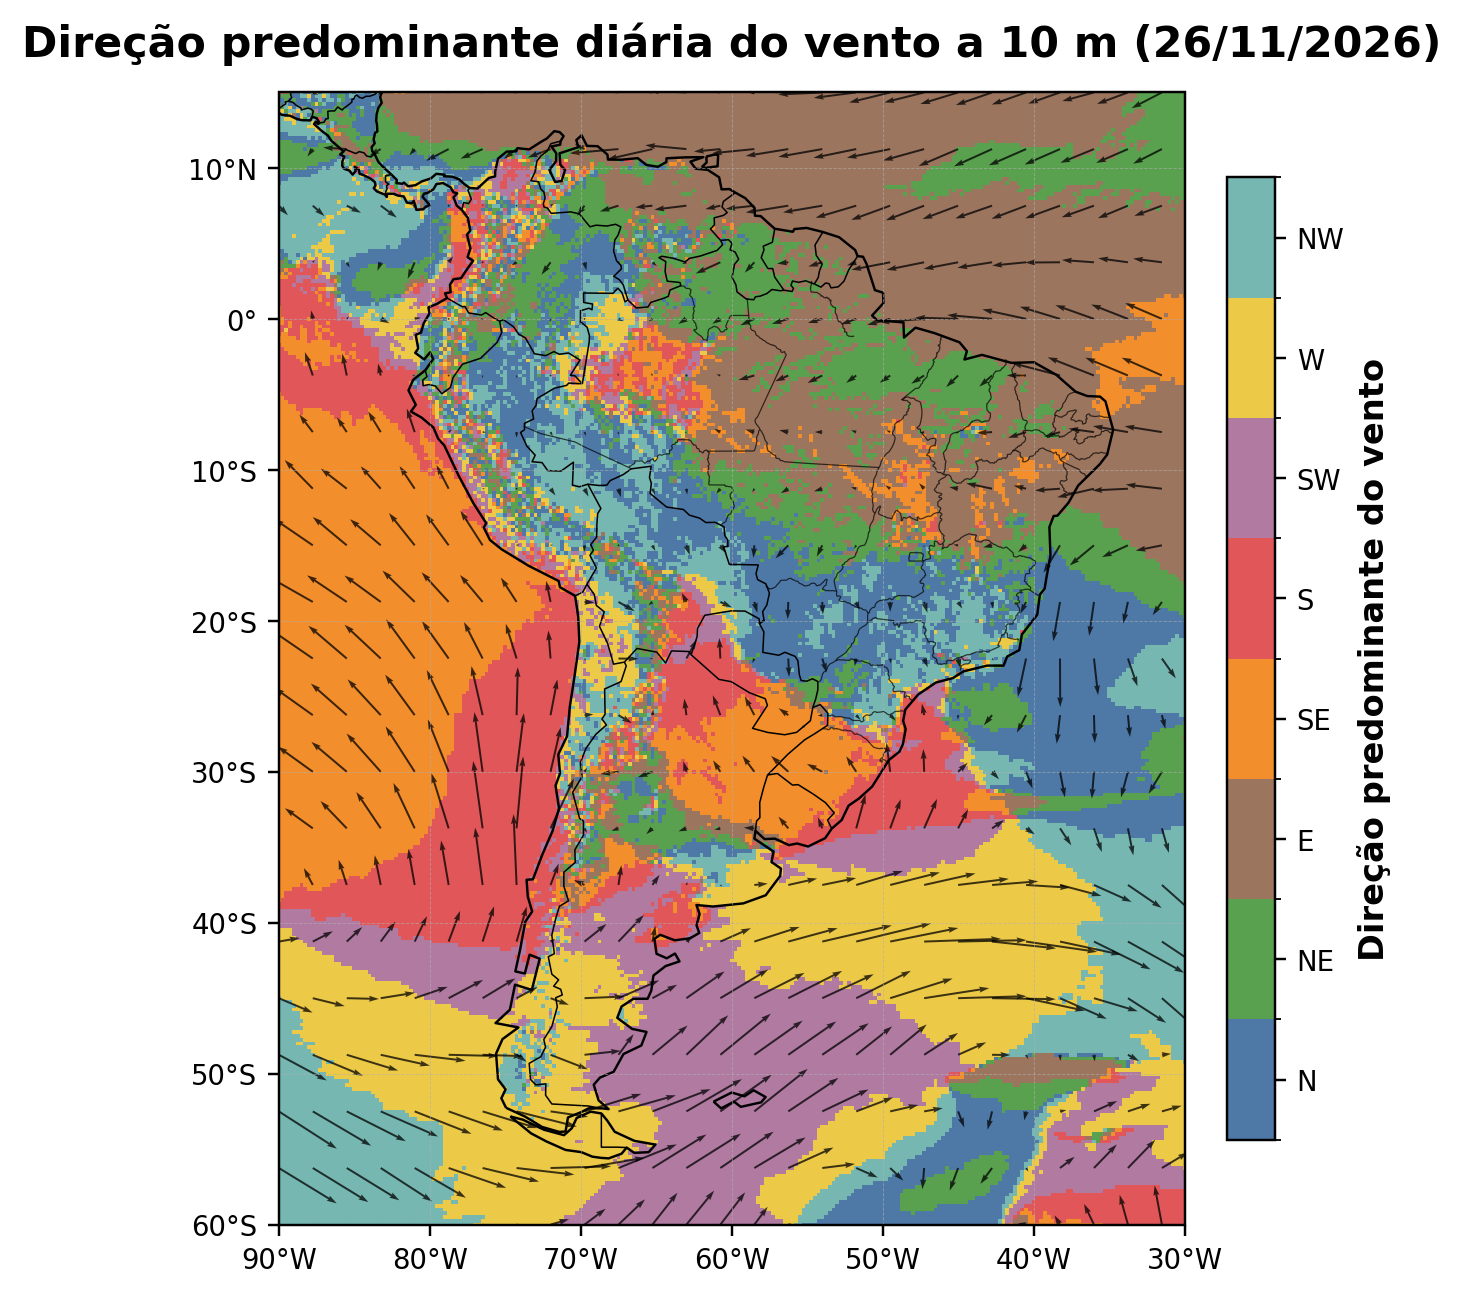 Direção predominante diária do vento a 10 m (26/11/2026)
10°N
0°
10°S
20°S
30°S
40°S
50°S
60°S
90°W 80°W 70°W 60°W 50°W 40°W 30°W
NW
W
SW
S
SE
E
NE
N
Direção predominante do vento